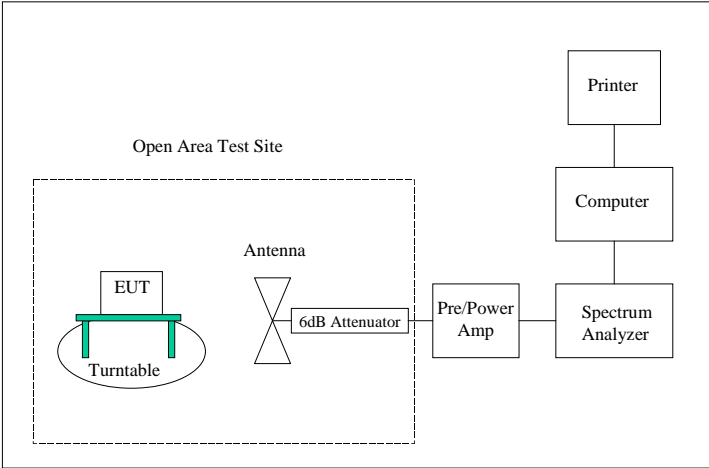 Printer
Open Area Test Site
Computer
Antenna
EUT
6dB Attenuator
Pre/Power
Amp
Spectrum
Analyzer
Turntable